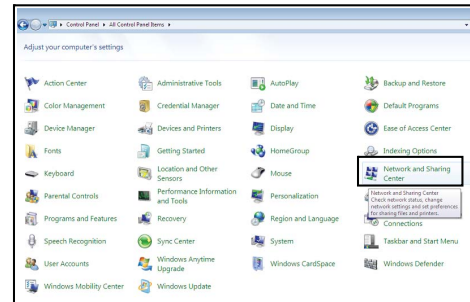 Control Panel ▸ All Control Panel Items ▸
Adjust your computer's settings
Action Center
Administrative Tools
AutoPlay
Backup and Restore
Color Management
Credential Manager
Date and Time
Default Programs
Device Manager
Devices and Printers
Display
Ease of Access Center
Fonts
Getting Started
HomeGroup
Indexing Options
Keyboard
Location and Other
Sensors
Mouse
Network and Sharing
Center
Parental Controls
Performance Information
and Tools
Personalization
Network and Sharing Center
Check network status, change
network settings and set preferences
for sharing files and printers.
Programs and Features
Recovery
Region and Language
Connections
Speech Recognition
Sync Center
System
Taskbar and Start Menu
User Accounts
Windows Anytime
Upgrade
Windows CardSpace
Windows Defender
Windows Mobility Center
Windows Update